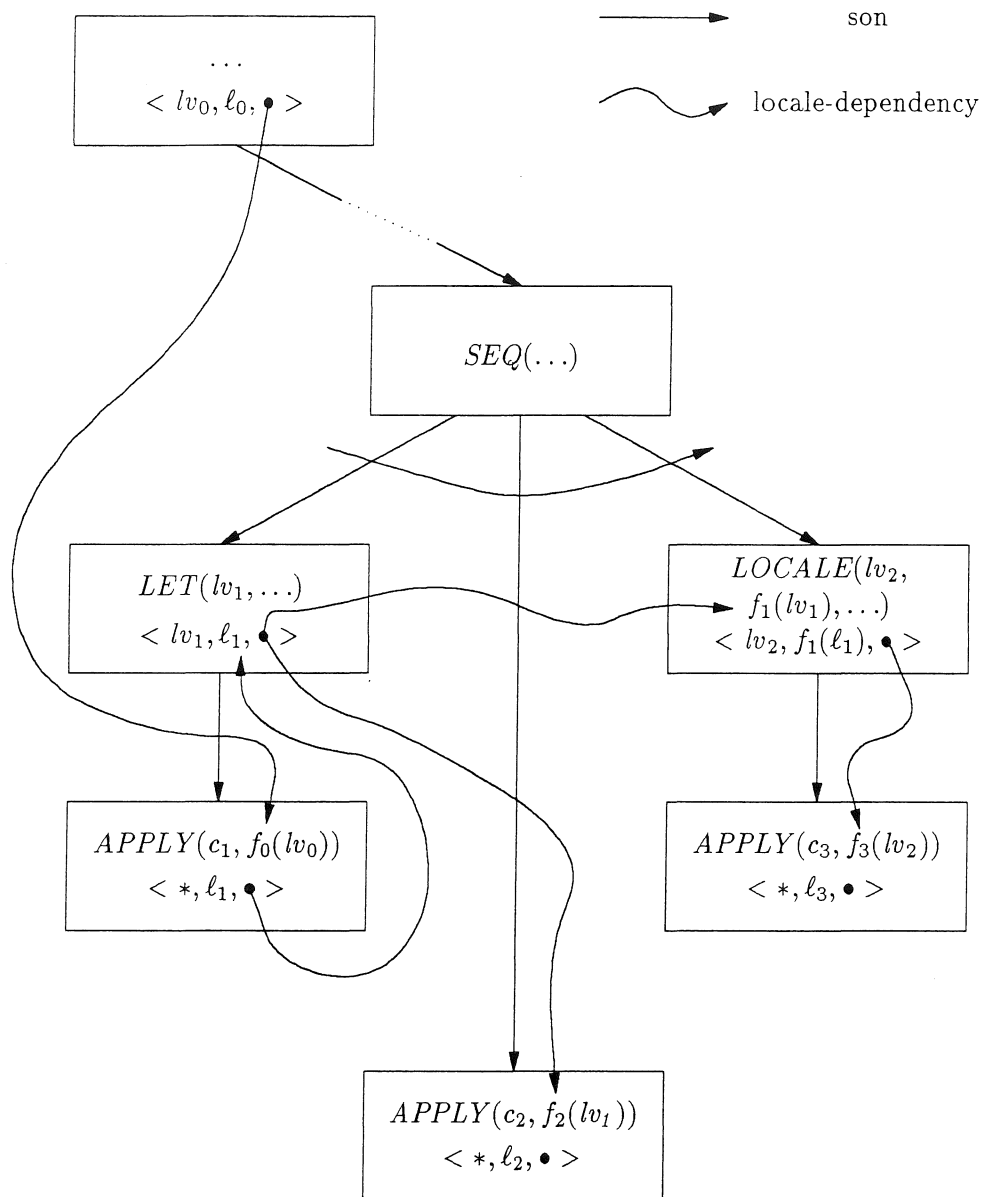 son
...
< lv₀, ℓ₀, • >
locale-dependency
SEQ(...)
LET(lv₁, ...)
< lv₁, ℓ₁, • >
LOCALE(lv₂,
f₁(lv₁), ...)
< lv₂, f₁(ℓ₁), • >
APPLY(c₁, f₀(lv₀))
< *, ℓ₁, • >
APPLY(c₃, f₃(lv₂))
< *, ℓ₃, • >
APPLY(c₂, f₂(lv₁))
< *, ℓ₂, • >